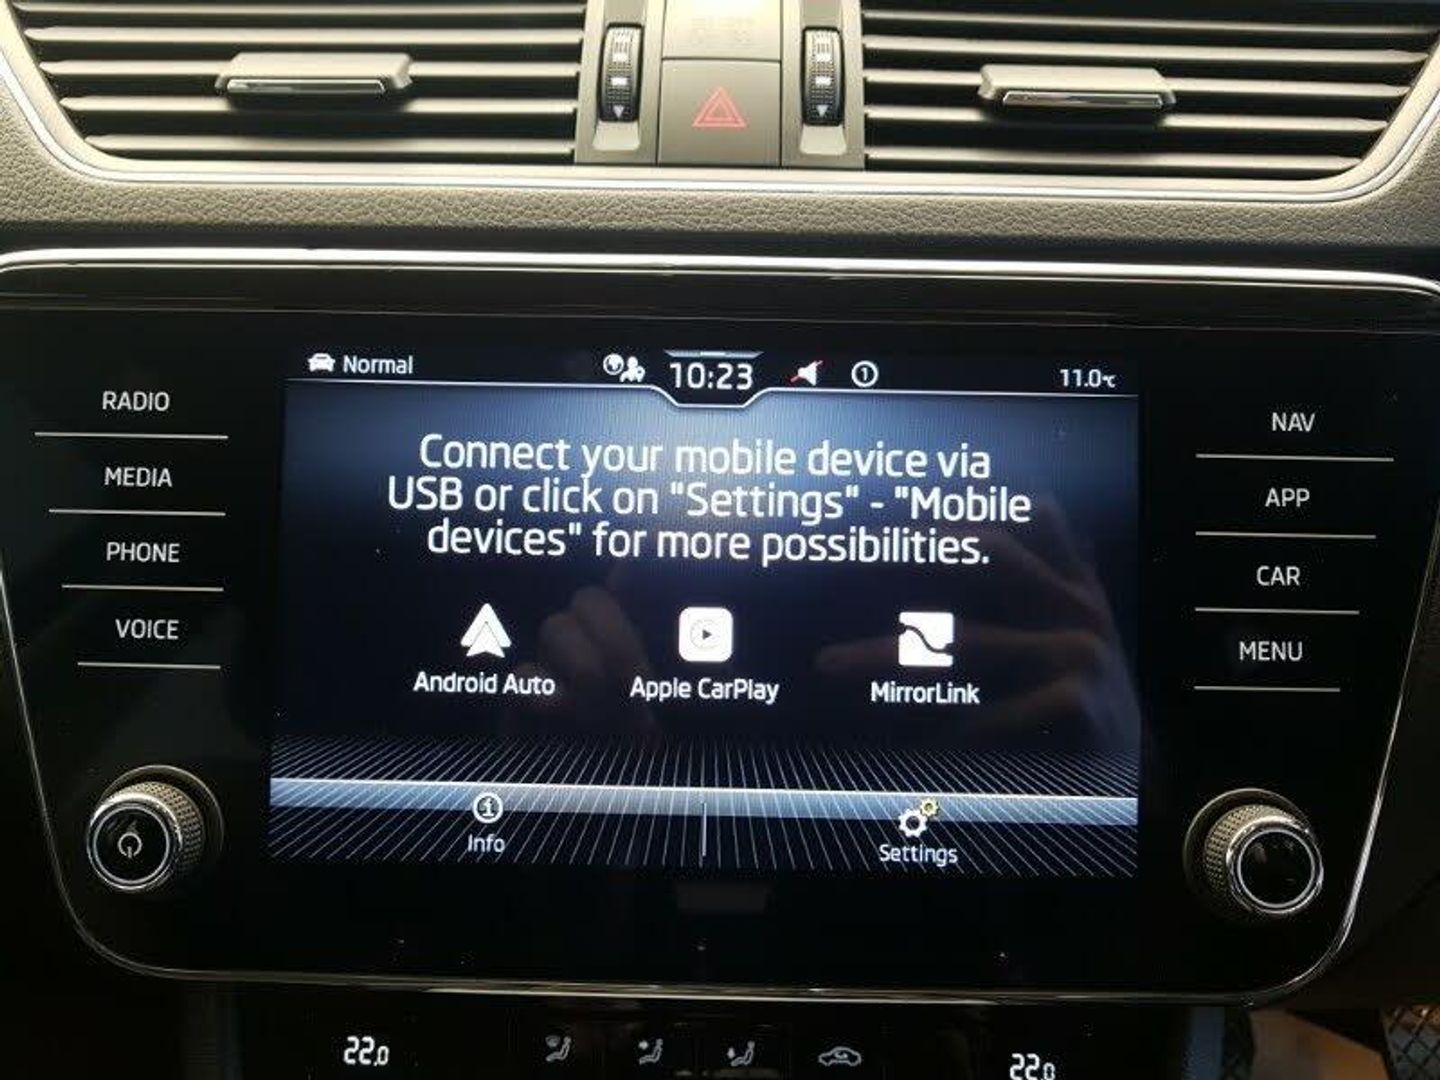 Normal
10:23
1
11.0°C
RADIO
MEDIA
PHONE
VOICE
NAV
APP
CAR
MENU
Connect your mobile device via
USB or click on "Settings" - "Mobile
devices" for more possibilities.
Android Auto
Apple CarPlay
MirrorLink
Info
Settings
22.0
22.0